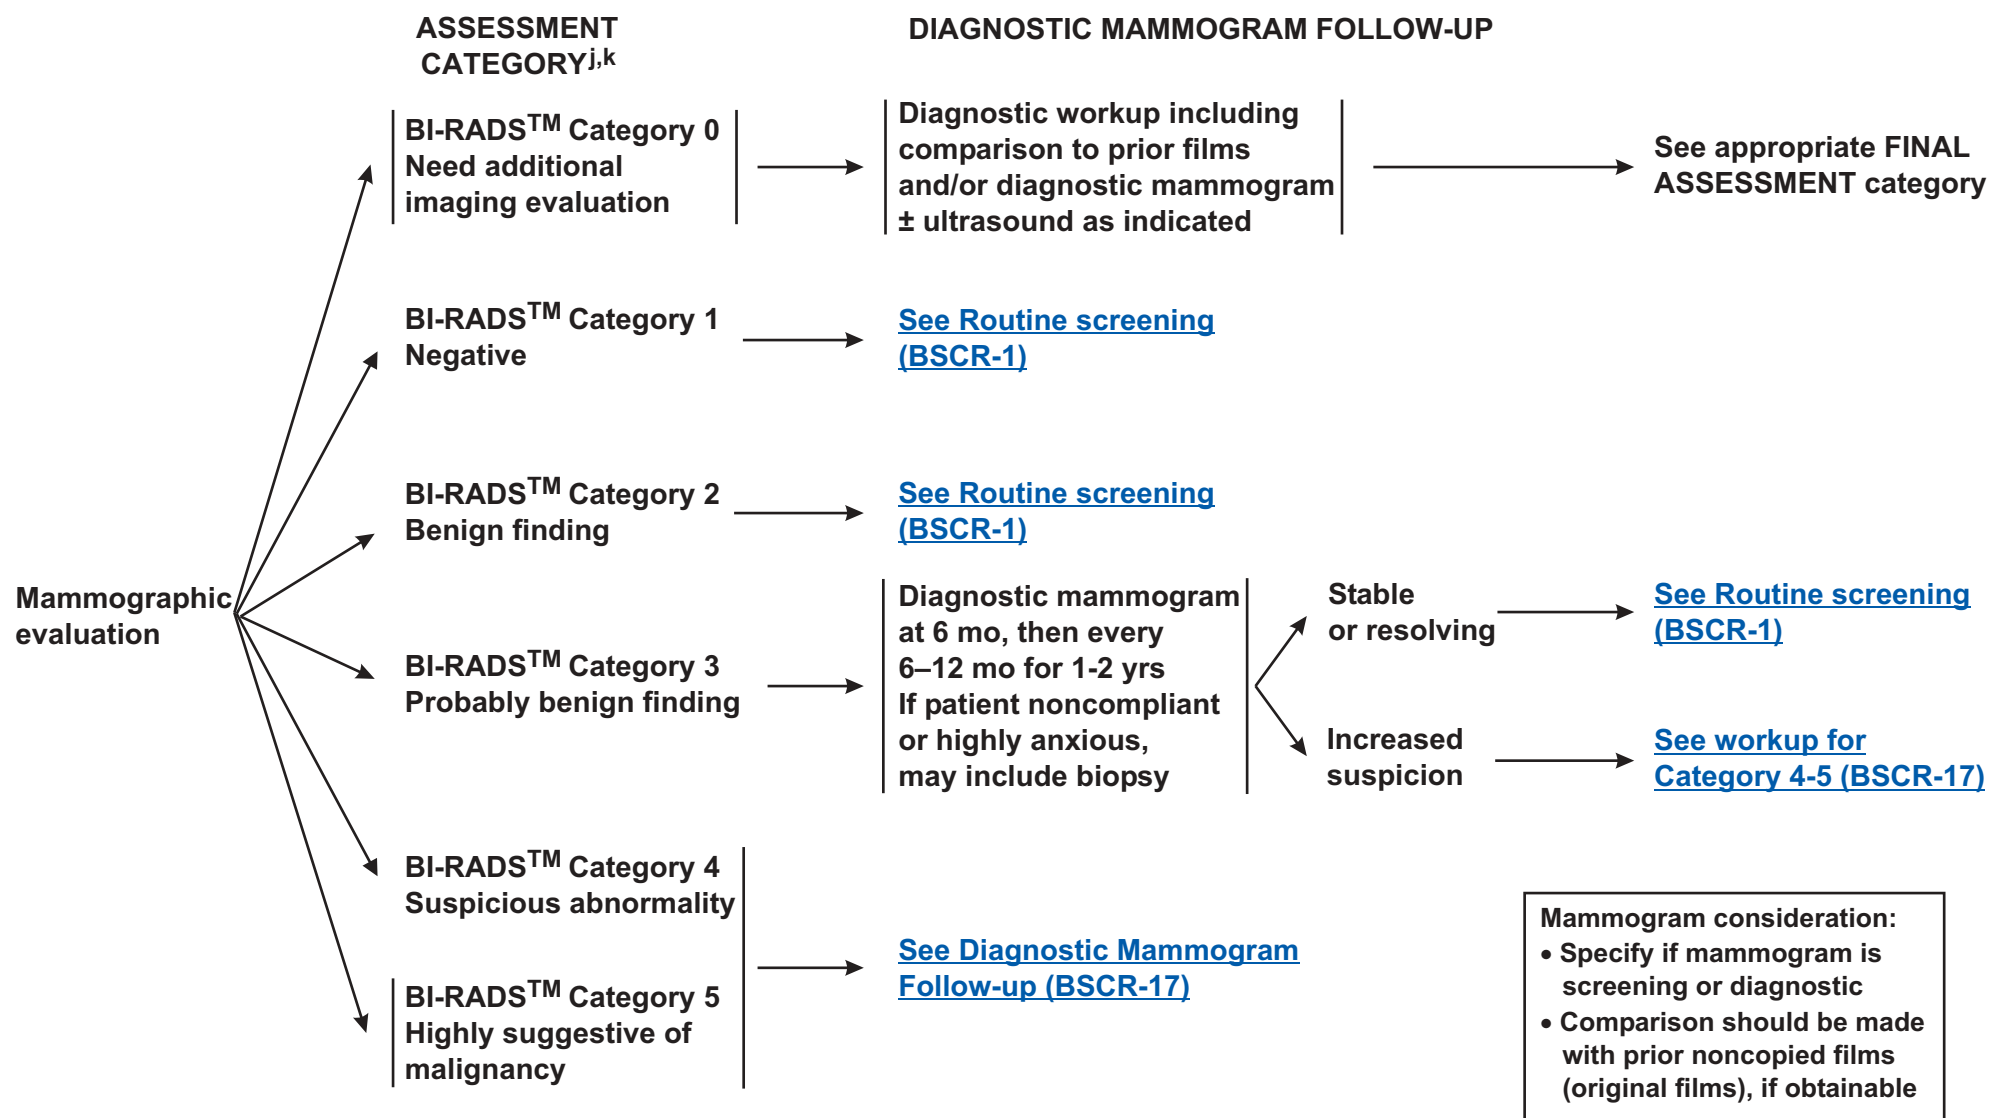 ASSESSMENT
CATEGORYj,k
DIAGNOSTIC MAMMOGRAM FOLLOW-UP
BI-RADSTM Category 0
Need additional
imaging evaluation
Diagnostic workup including
comparison to prior films
and/or diagnostic mammogram
± ultrasound as indicated
See appropriate FINAL
ASSESSMENT category
BI-RADSTM Category 1
Negative
See Routine screening
(BSCR-1)
BI-RADSTM Category 2
Benign finding
See Routine screening
(BSCR-1)
Mammographic
evaluation
BI-RADSTM Category 3
Probably benign finding
Diagnostic mammogram
at 6 mo, then every
6–12 mo for 1-2 yrs
If patient noncompliant
or highly anxious,
may include biopsy
Stable
or resolving
See Routine screening
(BSCR-1)
Increased
suspicion
See workup for
Category 4-5 (BSCR-17)
BI-RADSTM Category 4
Suspicious abnormality
BI-RADSTM Category 5
Highly suggestive of
malignancy
See Diagnostic Mammogram
Follow-up (BSCR-17)
Mammogram consideration:
• Specify if mammogram is
screening or diagnostic
• Comparison should be made
with prior noncopied films
(original films), if obtainable